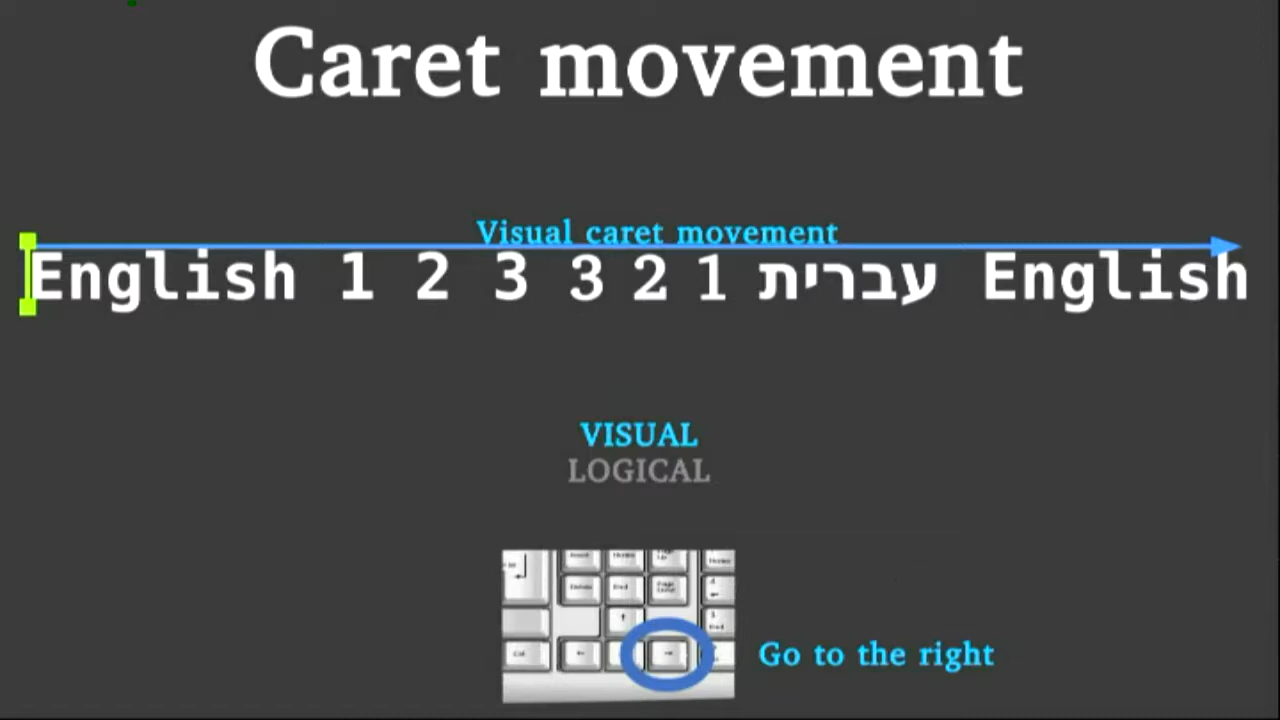 Caret movement
Visual caret movement
English 1 2 3 עברית 1 2 3 English
VISUAL
LOGICAL
Go to the right